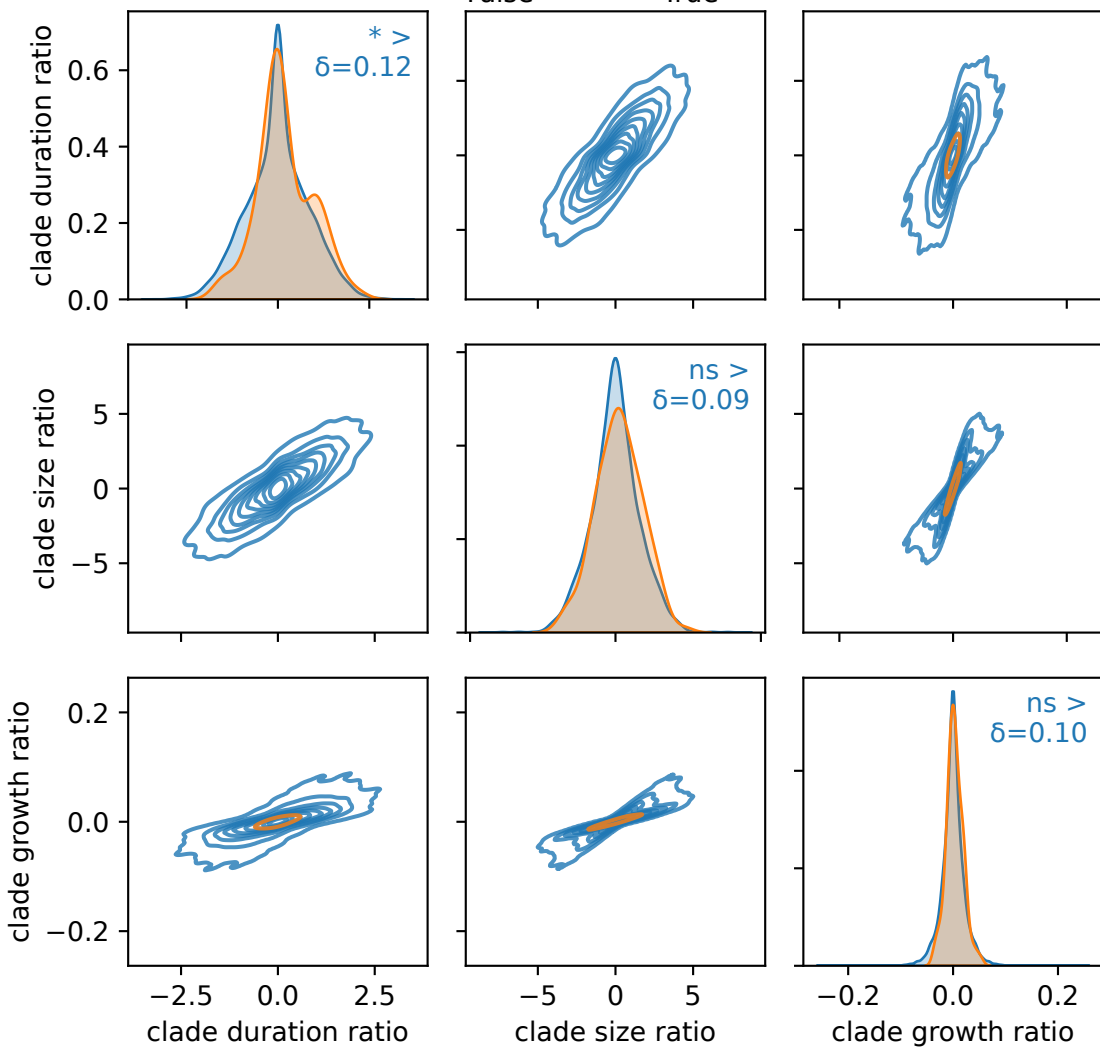 clade duration ratio
0.6
0.4
0.2
0.0
* >
δ=0.12
clade size ratio
5
0
−5
ns >
δ=0.09
clade growth ratio
0.2
0.0
−0.2
ns >
δ=0.10
−2.5 0.0 2.5
−5 0 5
−0.2 0.0 0.2
clade duration ratio
clade size ratio
clade growth ratio